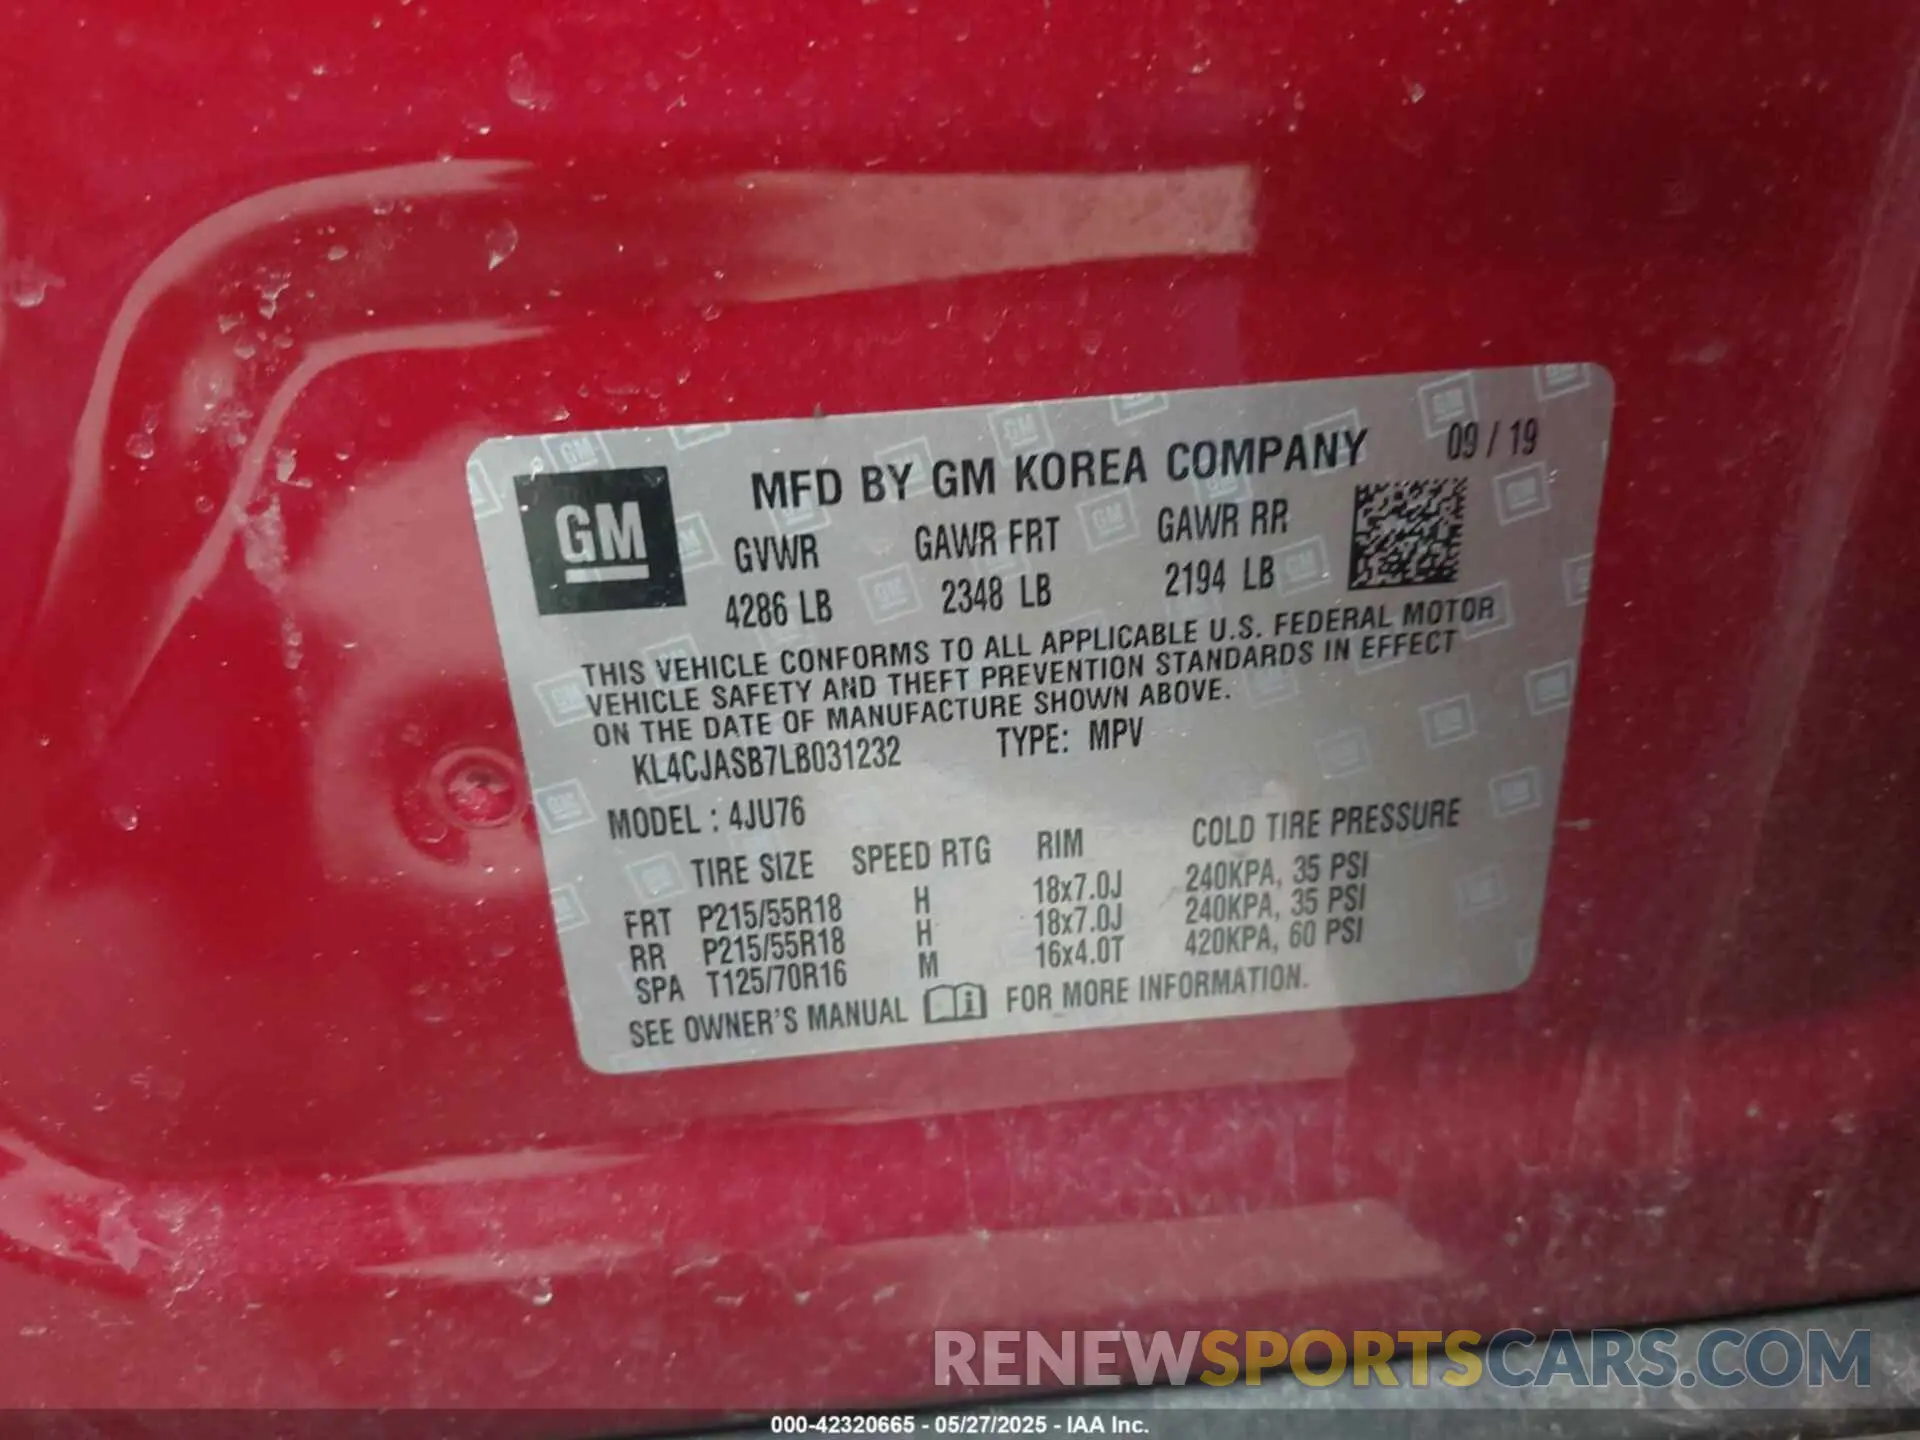 GM
MFD BY GM KOREA COMPANY 09 / 19
GVWR GAWR FRT GAWR RR
4286 LB 2348 LB 2194 LB
THIS VEHICLE CONFORMS TO ALL APPLICABLE U.S. FEDERAL MOTOR
VEHICLE SAFETY AND THEFT PREVENTION STANDARDS IN EFFECT
ON THE DATE OF MANUFACTURE SHOWN ABOVE.
KL4CJASB7LB031232 TYPE: MPV
MODEL : 4JU76
TIRE SIZE SPEED RTG RIM COLD TIRE PRESSURE
FRT P215/55R18 H 18x7.0J 240KPA, 35 PSI
RR P215/55R18 H 18x7.0J 240KPA, 35 PSI
SPA T125/70R16 M 16x4.0T 420KPA, 60 PSI
SEE OWNER'S MANUAL i FOR MORE INFORMATION.
RENEWSPORTSCARS.COM
000-42320665 - 05/27/2025 - IAA Inc.